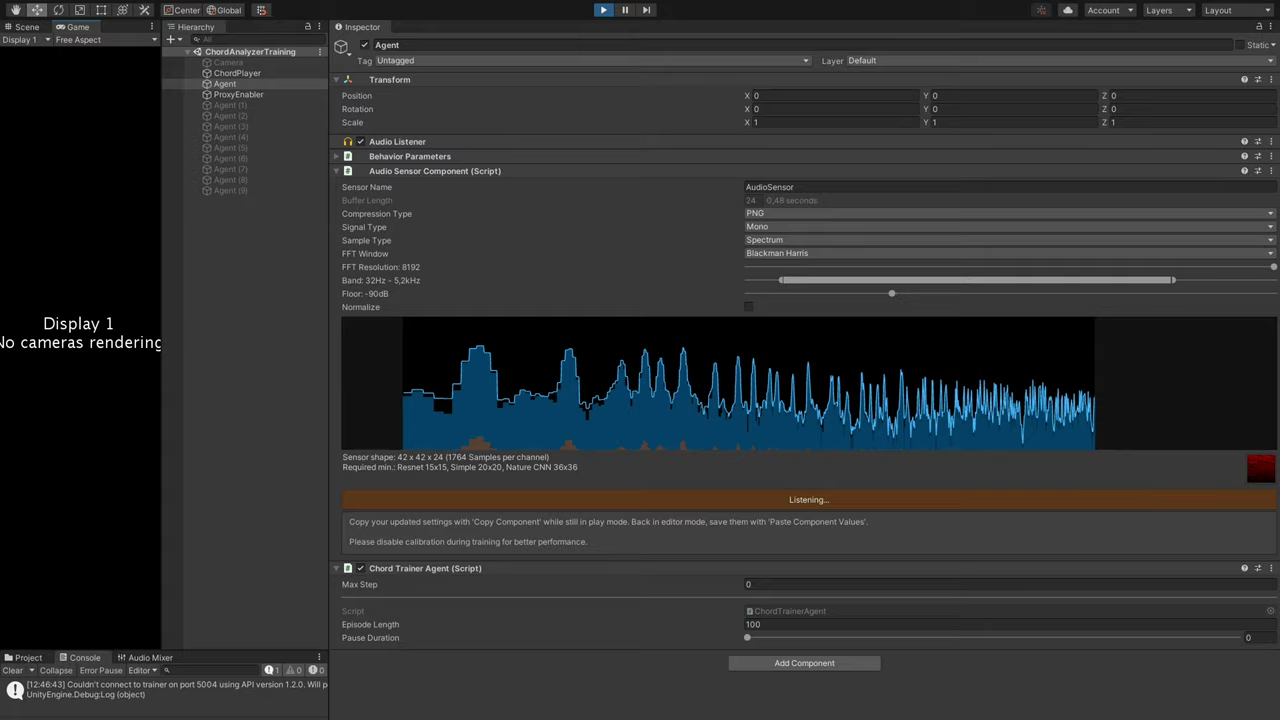 Center Global
Account Layers Layout
Scene Game
Display 1 Free Aspect
Display 1
No cameras rendering
Hierarchy
All
ChordAnalyzerTraining
Camera
ChordPlayer
Agent
ProxyEnabler
Agent (1)
Agent (2)
Agent (3)
Agent (4)
Agent (5)
Agent (6)
Agent (7)
Agent (8)
Agent (9)
Inspector
Agent Static
Tag Untagged Layer Default
Transform
Position X 0 Y 0 Z 0
Rotation X 0 Y 0 Z 0
Scale X 1 Y 1 Z 1
Audio Listener
Behavior Parameters
Audio Sensor Component (Script)
Sensor Name AudioSensor
Buffer Length 24 0,48 seconds
Compression Type PNG
Signal Type Mono
Sample Type Spectrum
FFT Window Blackman Harris
FFT Resolution: 8192
Band: 32Hz - 5,2kHz
Floor: -90dB
Normalize
Sensor shape: 42 x 42 x 24 (1764 Samples per channel)
Required min.: Resnet 15x15, Simple 20x20, Nature CNN 36x36
Listening...
Copy your updated settings with 'Copy Component' while still in play mode. Back in editor mode, save them with 'Paste Component Values'.
Please disable calibration during training for better performance.
Chord Trainer Agent (Script)
Max Step 0
Script ChordTrainerAgent
Episode Length 100
Pause Duration 0
Add Component
Project Console Audio Mixer
Clear Collapse Error Pause Editor 1 0 0
[12:46:43] Couldn't connect to trainer on port 5004 using API version 1.2.0. Will p
UnityEngine.Debug:Log (object)